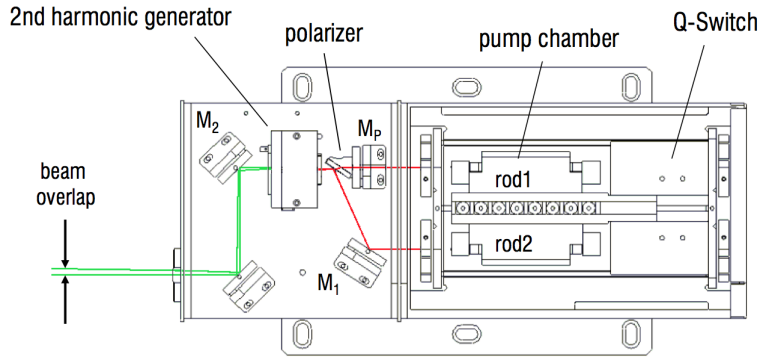 2nd harmonic generator
polarizer
pump chamber
Q-Switch
M2
MP
beam
overlap
rod1
rod2
M1